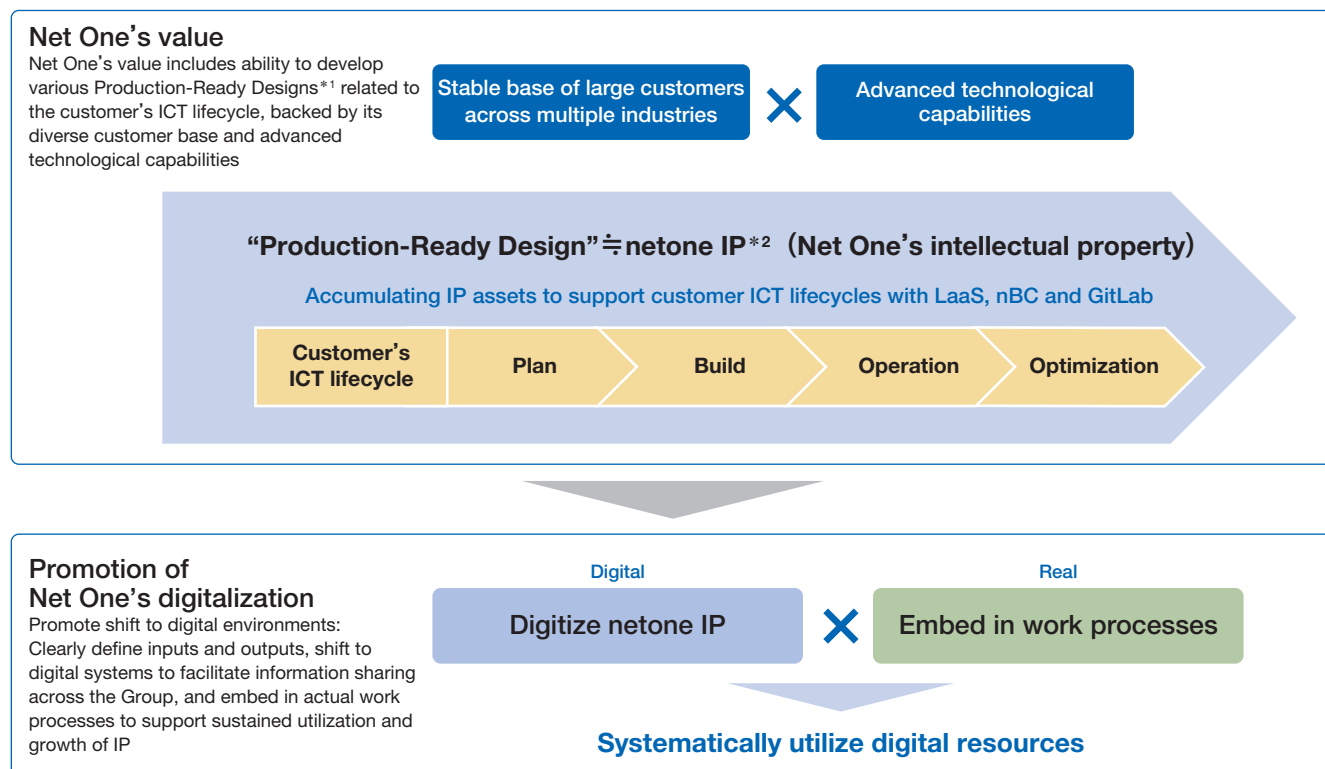 Net One’s value
Net One’s value includes ability to develop
various Production-Ready Designs*1 related to
the customer’s ICT lifecycle, backed by its
diverse customer base and advanced
technological capabilities
Stable base of large customers
across multiple industries
×
Advanced technological
capabilities
“Production-Ready Design”≒netone IP*2（Net One’s intellectual property）
Accumulating IP assets to support customer ICT lifecycles with LaaS, nBC and GitLab
Customer’s
ICT lifecycle
Plan
Build
Operation
Optimization
Promotion of
Net One’s digitalization
Promote shift to digital environments:
Clearly define inputs and outputs, shift to
digital systems to facilitate information sharing
across the Group, and embed in actual work
processes to support sustained utilization and
growth of IP
Digital
Digitize netone IP
×
Real
Embed in work processes
Systematically utilize digital resources